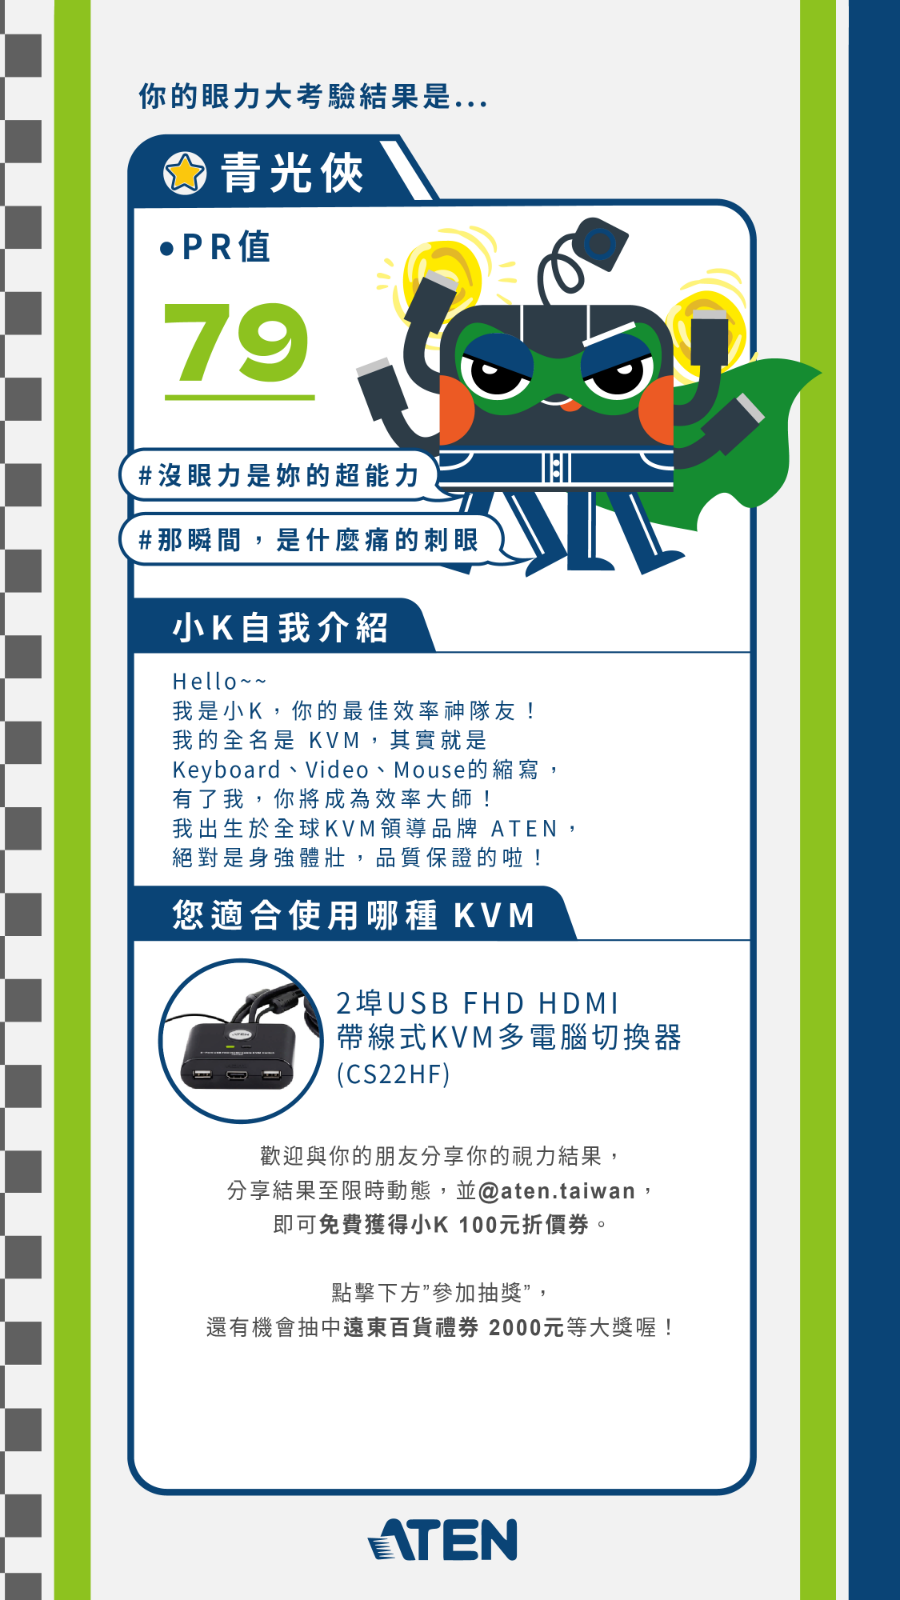 你的眼力大考驗結果是...
青光俠
•PR值
79
#沒眼力是妳的超能力
#那瞬間，是什麼痛的刺眼
小K自我介紹
Hello~~
我是小K，你的最佳效率神隊友！
我的全名是 KVM，其實就是
Keyboard、Video、Mouse的縮寫，
有了我，你將成為效率大師！
我出生於全球KVM領導品牌 ATEN，
絕對是身強體壯，品質保證的啦！
您適合使用哪種 KVM
2埠USB FHD HDMI
帶線式KVM多電腦切換器
(CS22HF)
歡迎與你的朋友分享你的視力結果，
分享結果至限時動態，並@aten.taiwan，
即可免費獲得小K 100元折價券。
點擊下方”參加抽獎”，
還有機會抽中遠東百貨禮券 2000元等大獎喔！
ATEN